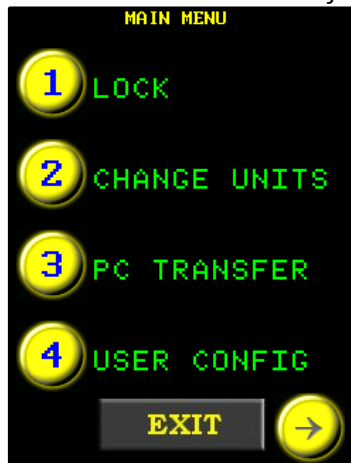 MAIN MENU
1 LOCK
2 CHANGE UNITS
3 PC TRANSFER
4 USER CONFIG
EXIT →